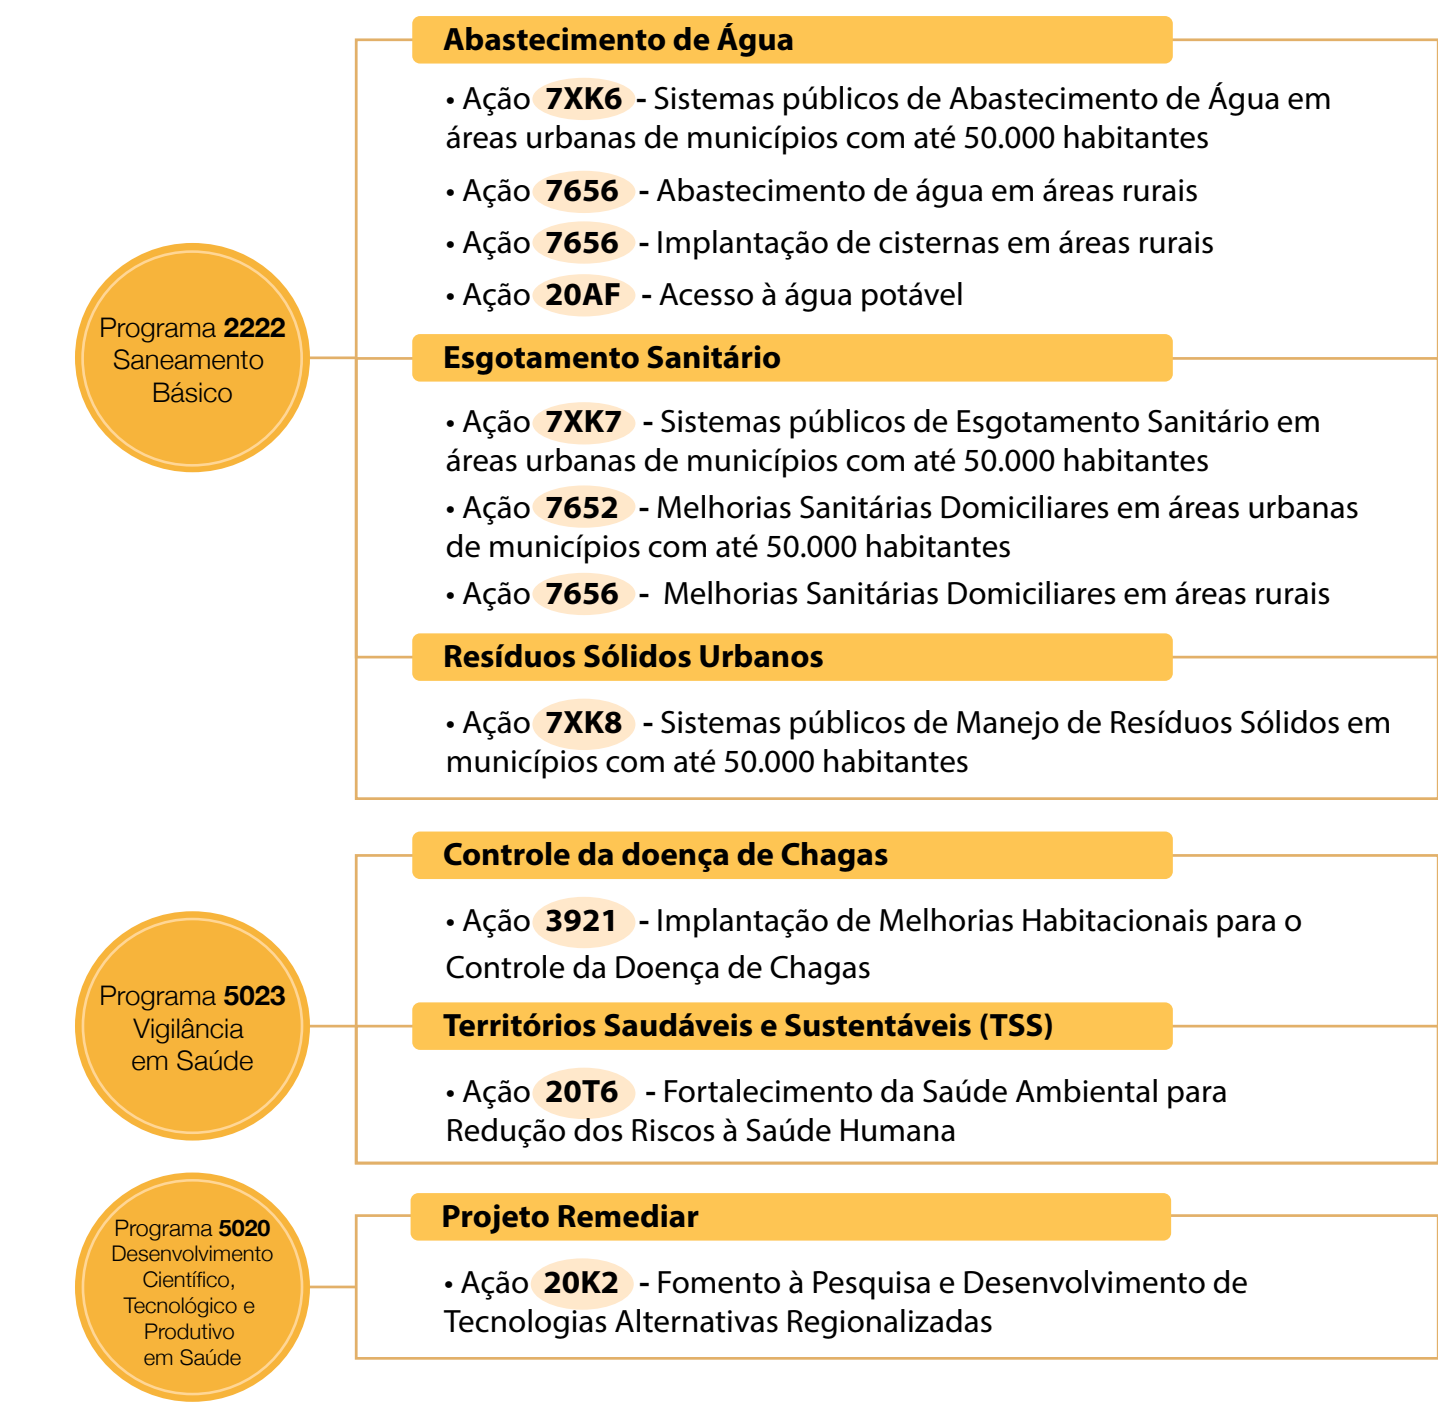 Programa 2222
Saneamento
Básico
Abastecimento de Água
• Ação 7XK6 - Sistemas públicos de Abastecimento de Água em
áreas urbanas de municípios com até 50.000 habitantes
• Ação 7656 - Abastecimento de água em áreas rurais
• Ação 7656 - Implantação de cisternas em áreas rurais
• Ação 20AF - Acesso à água potável
Esgotamento Sanitário
• Ação 7XK7 - Sistemas públicos de Esgotamento Sanitário em
áreas urbanas de municípios com até 50.000 habitantes
• Ação 7652 - Melhorias Sanitárias Domiciliares em áreas urbanas
de municípios com até 50.000 habitantes
• Ação 7656 - Melhorias Sanitárias Domiciliares em áreas rurais
Resíduos Sólidos Urbanos
• Ação 7XK8 - Sistemas públicos de Manejo de Resíduos Sólidos em
municípios com até 50.000 habitantes
Programa 5023
Vigilância
em Saúde
Controle da doença de Chagas
• Ação 3921 - Implantação de Melhorias Habitacionais para o
Controle da Doença de Chagas
Territórios Saudáveis e Sustentáveis (TSS)
• Ação 20T6 - Fortalecimento da Saúde Ambiental para
Redução dos Riscos à Saúde Humana
Programa 5020
Desenvolvimento
Científico,
Tecnológico e
Produtivo
em Saúde
Projeto Remediar
• Ação 20K2 - Fomento à Pesquisa e Desenvolvimento de
Tecnologias Alternativas Regionalizadas